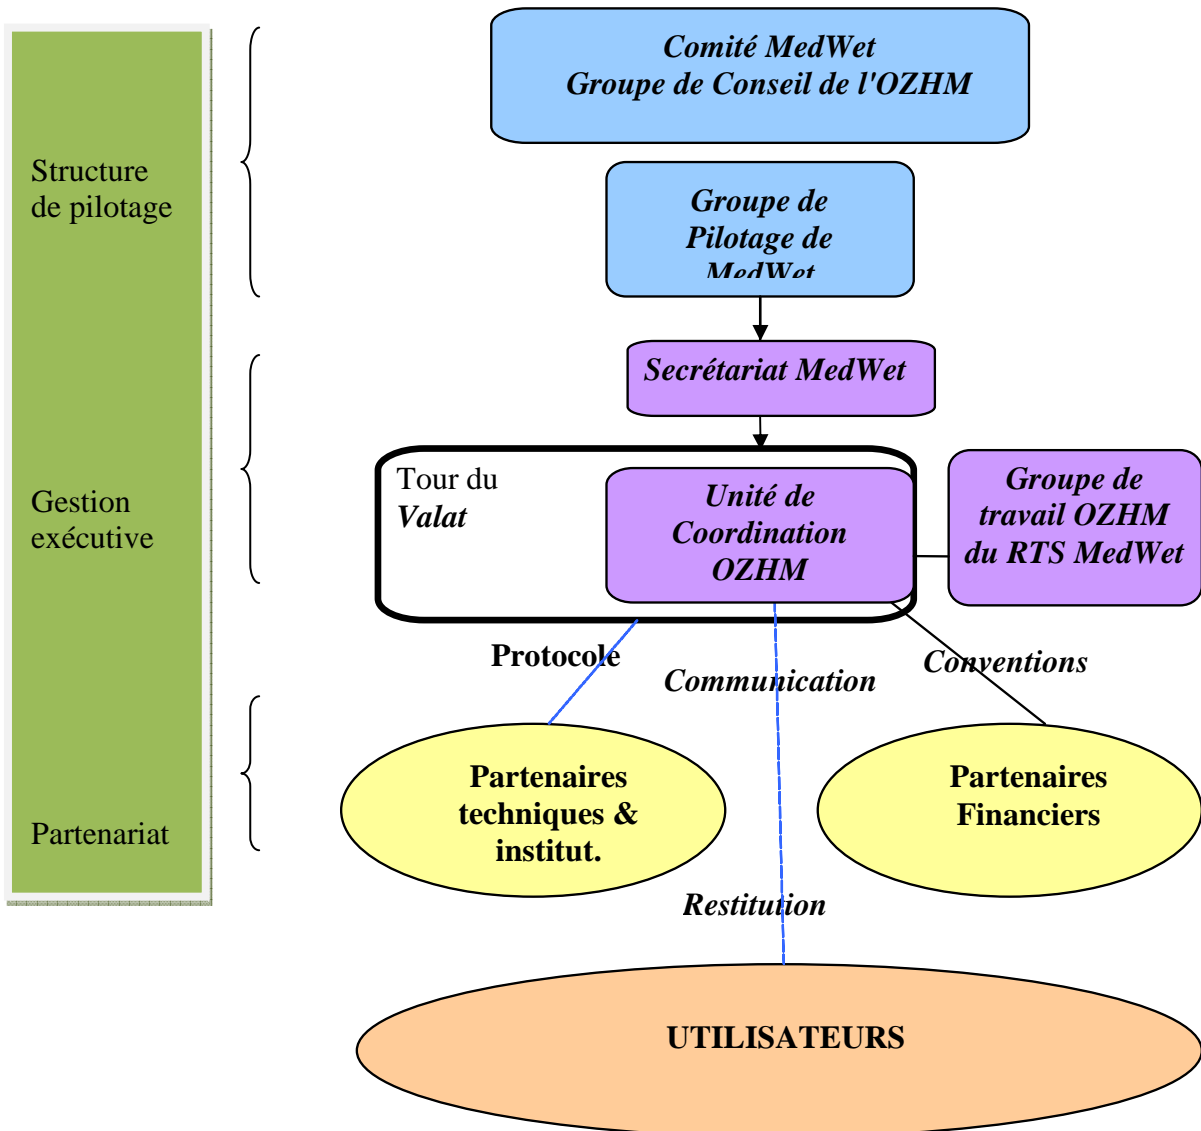 Comité MedWet
Groupe de Conseil de l'OZHM
Structure
de pilotage
Groupe de
Pilotage de
MedWet
Secrétariat MedWet
Gestion
exécutive
Tour du
Valat
Unité de
Coordination
OZHM
Groupe de
travail OZHM
du RTS MedWet
Protocole
Communication
Conventions
Partenariat
Partenaires
techniques &
institut.
Partenaires
Financiers
Restitution
UTILISATEURS